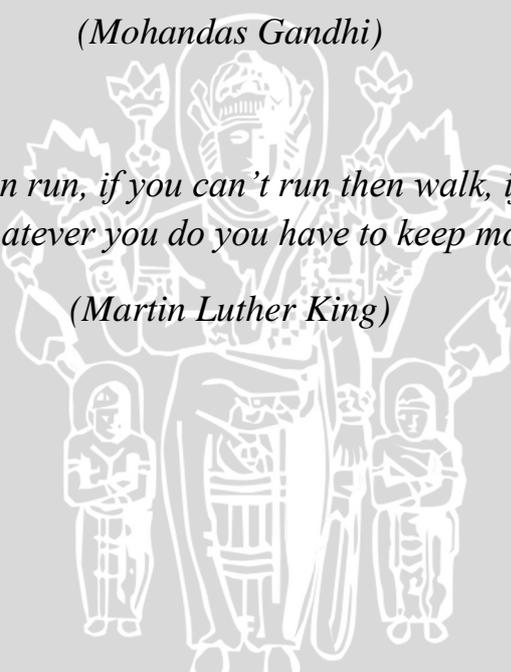 (Mohandas Gandhi)
n run, if you can’t run then walk, i
atever you do you have to keep mo
(Martin Luther King)